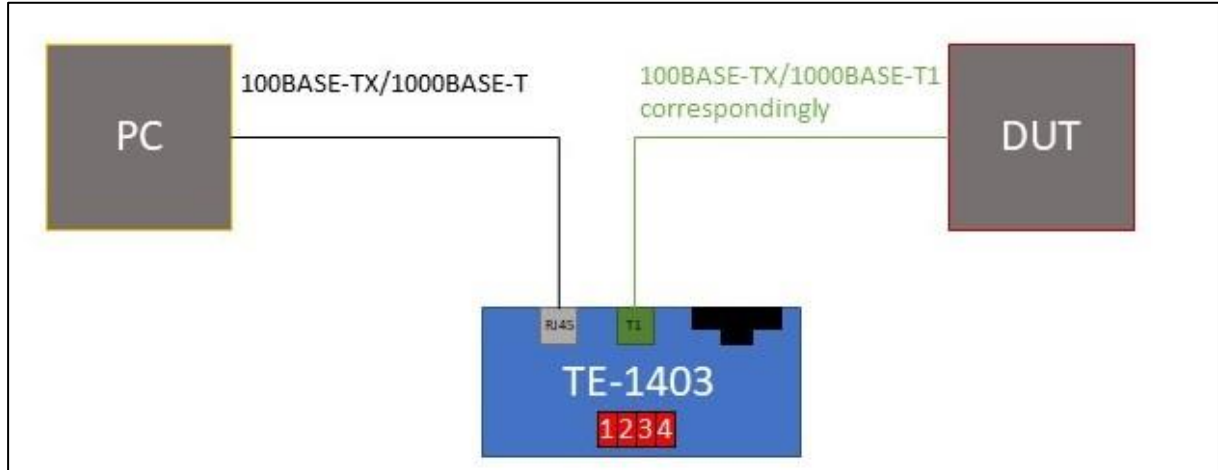 PC
100BASE-TX/1000BASE-T
100BASE-TX/1000BASE-T1
correspondingly
DUT
RJ45
T1
TE-1403
1234